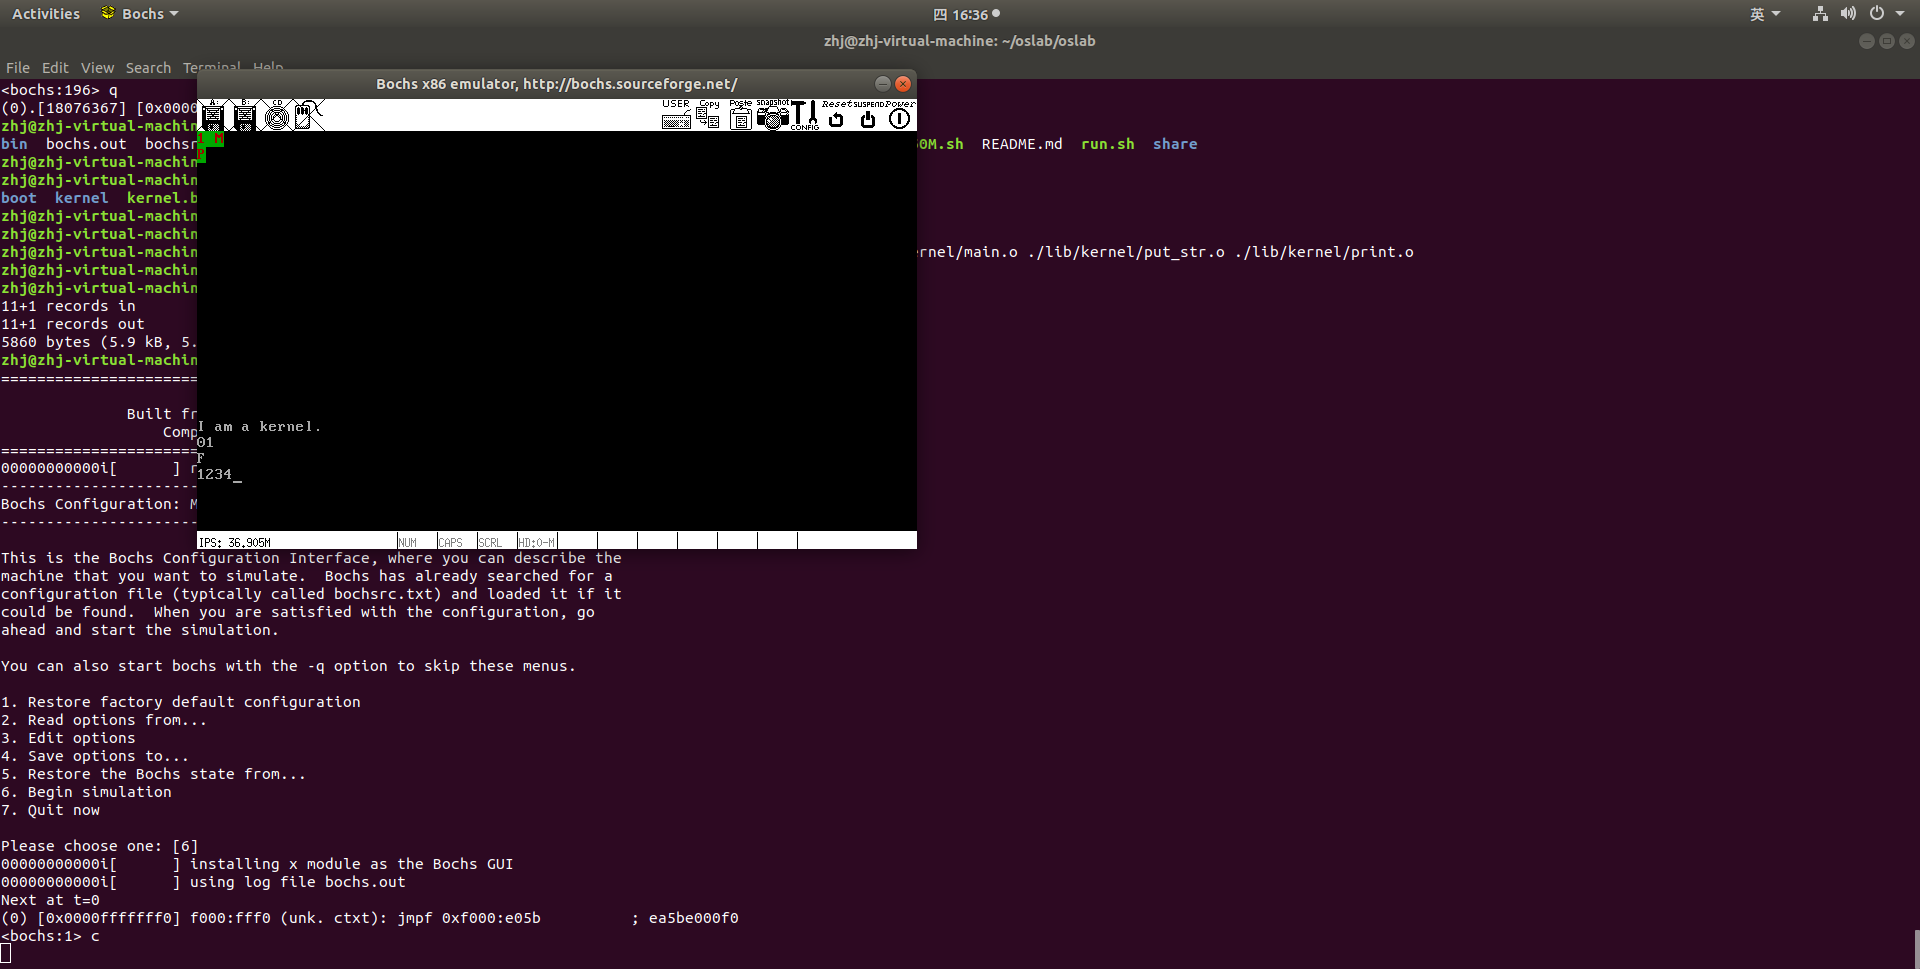 Activities Bochs 四 16:36 英
zhj@zhj-virtual-machine: ~/oslab/oslab
File Edit View Search Terminal Help
<bochs:196> q
(0).[18076367] [0x0000
zhj@zhj-virtual-machin
bin bochs.out bochsr
zhj@zhj-virtual-machin
zhj@zhj-virtual-machin
boot kernel kernel.b
zhj@zhj-virtual-machin
zhj@zhj-virtual-machin
zhj@zhj-virtual-machin
zhj@zhj-virtual-machin
zhj@zhj-virtual-machin
11+1 records in
11+1 records out
5860 bytes (5.9 kB, 5.
zhj@zhj-virtual-machin
========================
Built fr
Comp
========================
00000000000i[ ] r
------------------------
Bochs Configuration: M
------------------------
This is the Bochs Configuration Interface, where you can describe the
machine that you want to simulate. Bochs has already searched for a
configuration file (typically called bochsrc.txt) and loaded it if it
could be found. When you are satisfied with the configuration, go
ahead and start the simulation.
You can also start bochs with the -q option to skip these menus.
1. Restore factory default configuration
2. Read options from...
3. Edit options
4. Save options to...
5. Restore the Bochs state from...
6. Begin simulation
7. Quit now
Please choose one: [6]
00000000000i[ ] installing x module as the Bochs GUI
00000000000i[ ] using log file bochs.out
Next at t=0
(0) [0x0000fffffff0] f000:fff0 (unk. ctxt): jmpf 0xf000:e05b ; ea5be000f0
<bochs:1> c
Bochs x86 emulator, http://bochs.sourceforge.net/
A: B: CD USER Copy Paste snapshot CONFIG Reset SUSPEND Power
M
I am a kernel.
01
F
1234_
IPS: 36.905M NUM CAPS SCRL HD:0-M
0M.sh README.md run.sh share
rnel/main.o ./lib/kernel/put_str.o ./lib/kernel/print.o